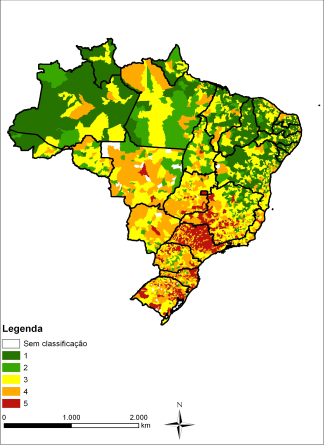 Legenda
Sem classificação
1
2
3
4
5
0 1.000 2.000
km
N